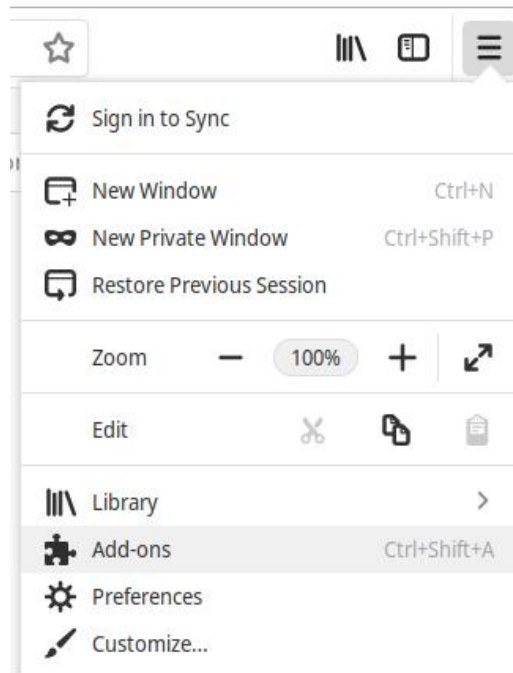 Sign in to Sync
New Window Ctrl+N
New Private Window Ctrl+Shift+P
Restore Previous Session
Zoom 100%
Edit
Library
Add-ons Ctrl+Shift+A
Preferences
Customize...